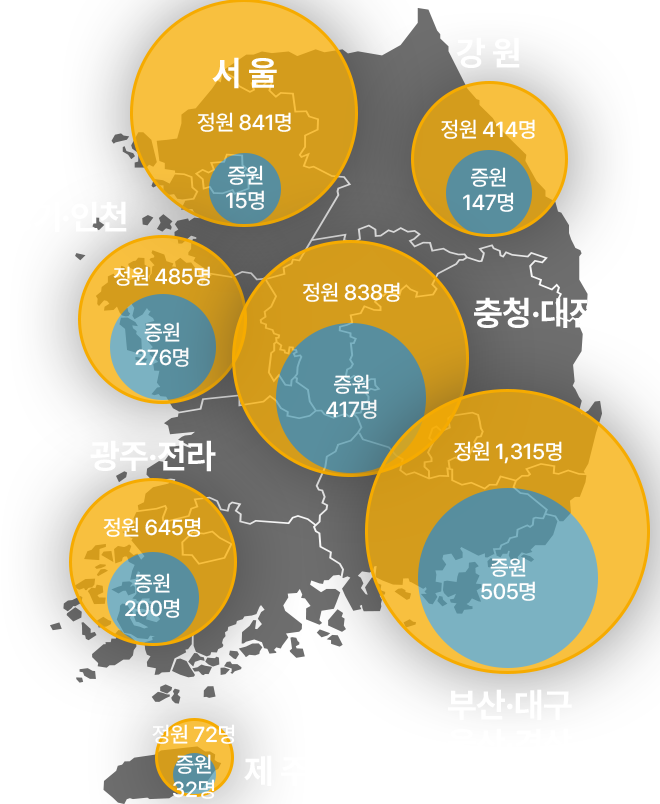 서울
정원 841명
증원
15명
강원
정원 414명
증원
147명
인천
정원 485명
증원
276명
정원 838명
증원
417명
충청·대전
정원 1,315명
증원
505명
광주·전라
정원 645명
증원
200명
부산·대구
정원 72명
증원
32명
제주